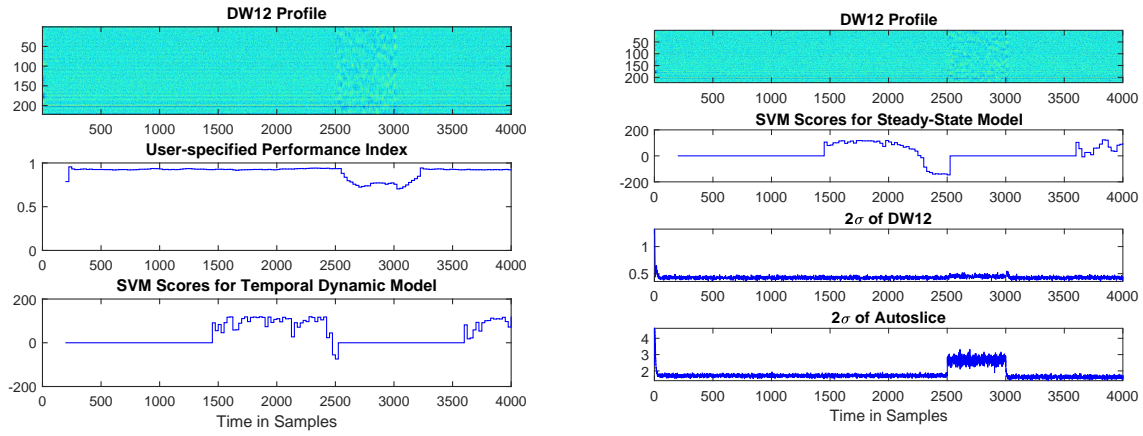 DW12 Profile
50
100
150
200
500 1000 1500 2000 2500 3000 3500 4000
User-specified Performance Index
1
0.5
0
0 500 1000 1500 2000 2500 3000 3500 4000
SVM Scores for Temporal Dynamic Model
200
0
-200
0 500 1000 1500 2000 2500 3000 3500 4000
Time in Samples
DW12 Profile
50
100
150
200
500 1000 1500 2000 2500 3000 3500 4000
SVM Scores for Steady-State Model
200
0
-200
0 500 1000 1500 2000 2500 3000 3500 4000
2σ of DW12
1
0.5
0 500 1000 1500 2000 2500 3000 3500 4000
2σ of Autoslice
4
3
2
0 500 1000 1500 2000 2500 3000 3500 4000
Time in Samples